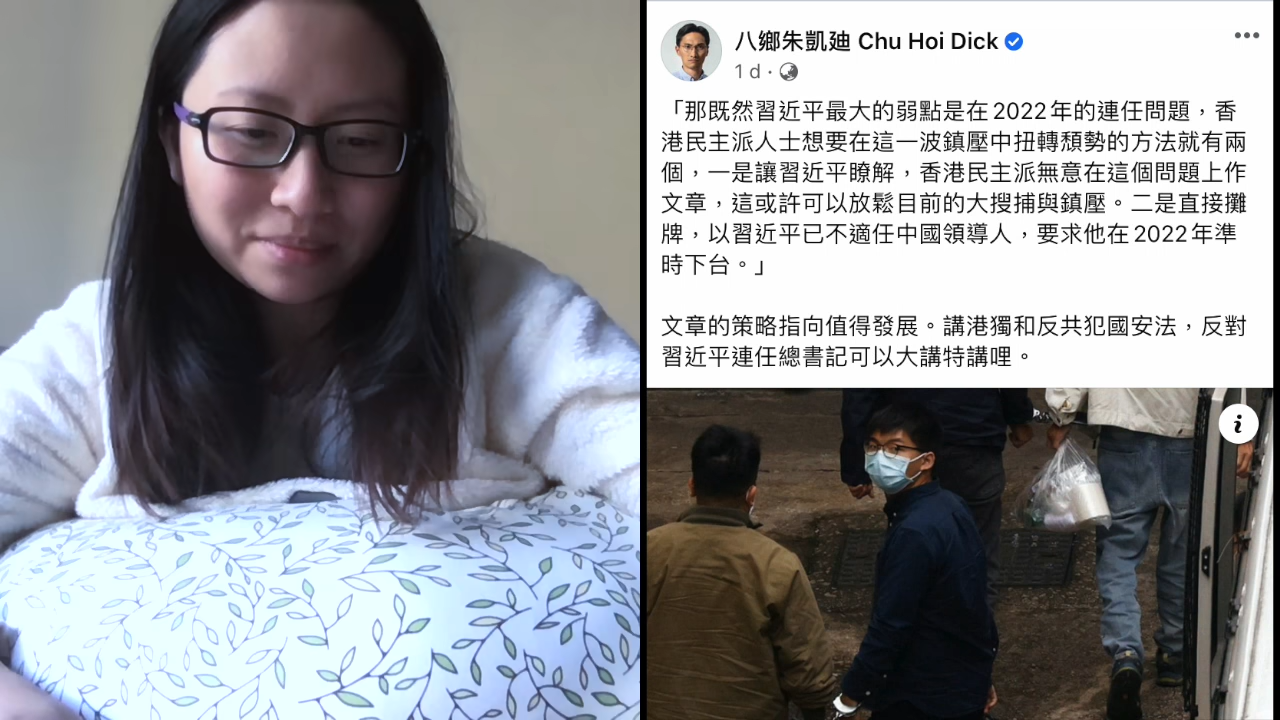 八鄉朱凱廸 Chu Hoi Dick
1 d
「那既然習近平最大的弱點是在 2022 年的連任問題，香
港民主派人士想要在這一波鎮壓中扭轉頹勢的方法就有兩
個，一是讓習近平瞭解，香港民主派無意在這個問題上作
文章，這或許可以放鬆目前的大搜捕與鎮壓。二是直接攤
牌，以習近平已不適任中國領導人，要求他在 2022 年準
時下台。」
文章的策略指向值得發展。講港獨和反共犯國安法，反對
習近平連任總書記可以大講特講哩。